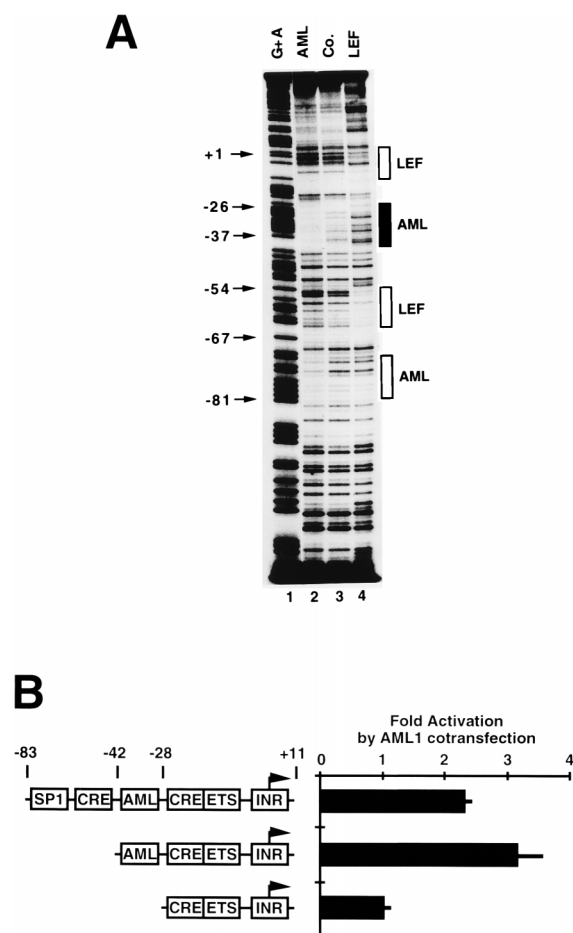 A
G+A AML Co. LEF
+1
LEF
-26
AML
-37
-54
LEF
-67
AML
-81
1 2 3 4
B
Fold Activation
by AML1 cotransfection
-83 -42 -28 +11
0 1 2 3 4
SP1 CRE AML CRE ETS INR
AML CRE ETS INR
CRE ETS INR